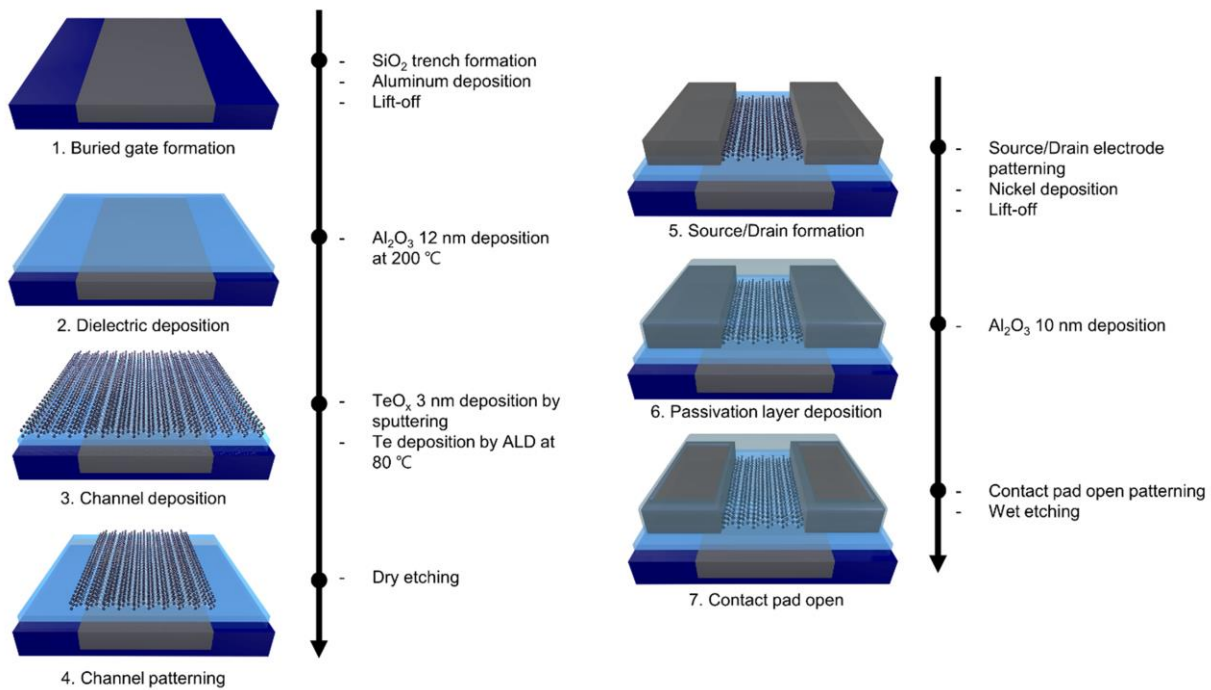 - SiO₂ trench formation
- Aluminum deposition
- Lift-off
1. Buried gate formation
- Al₂O₃ 12 nm deposition
at 200 ℃
2. Dielectric deposition
- TeOₓ 3 nm deposition by
sputtering
- Te deposition by ALD at
80 ℃
3. Channel deposition
- Dry etching
4. Channel patterning
- Source/Drain electrode
patterning
- Nickel deposition
- Lift-off
5. Source/Drain formation
- Al₂O₃ 10 nm deposition
6. Passivation layer deposition
- Contact pad open patterning
- Wet etching
7. Contact pad open